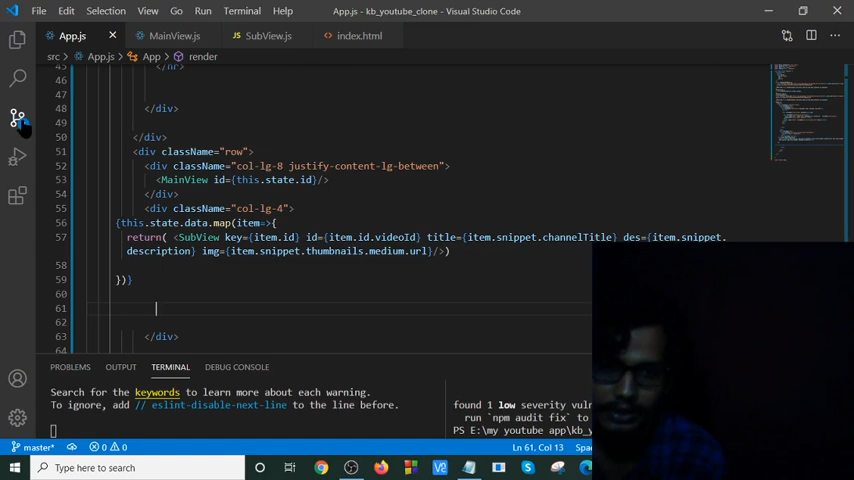 File Edit Selection View Go Run Terminal Help App.js - kb_youtube_clone - Visual Studio Code
App.js MainView.js SubView.js index.html
src > App.js > App > render
45 </hr>
46
47
48 </div>
49
50 </div>
51 <div className="row">
52 <div className="col-lg-8 justify-content-lg-between">
53 <MainView id={this.state.id}/>
54 </div>
55 <div className="col-lg-4">
56 {this.state.data.map(item=>{
57 return( <SubView key={item.id} id={item.id.videoId} title={item.snippet.channelTitle} des={item.snippet.
description} img={item.snippet.thumbnails.medium.url}/>)
58
59 })}
60
61
62
63 </div>
64
PROBLEMS OUTPUT TERMINAL DEBUG CONSOLE
Search for the keywords to learn more about each warning.
To ignore, add // eslint-disable-next-line to the line before.
found 1 low severity vuln
run `npm audit fix` to
PS E:\my youtube app\kb_y
master* 0 0 Ln 61, Col 13 Spac
Type here to search